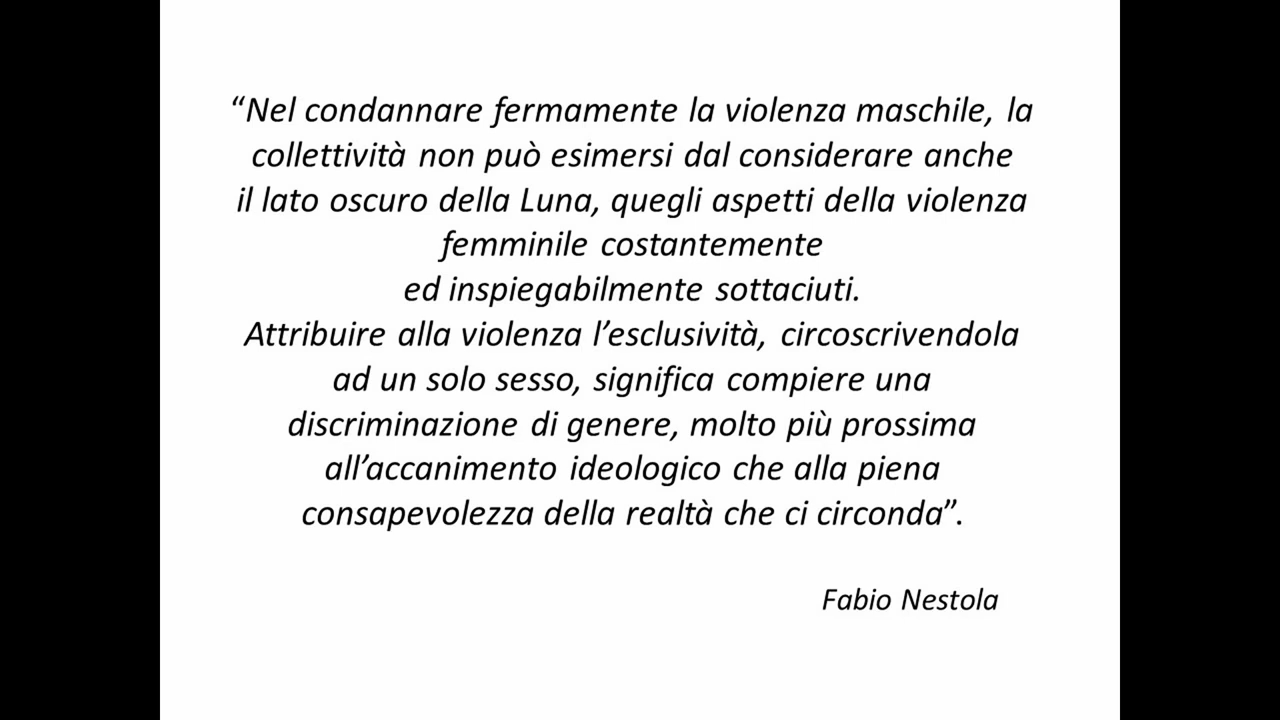 “Nel condannare fermamente la violenza maschile, la
collettività non può esimersi dal considerare anche
il lato oscuro della Luna, quegli aspetti della violenza
femminile costantemente
ed inspiegabilmente sottaciuti.
Attribuire alla violenza l’esclusività, circoscrivendola
ad un solo sesso, significa compiere una
discriminazione di genere, molto più prossima
all’accanimento ideologico che alla piena
consapevolezza della realtà che ci circonda”.
Fabio Nestola